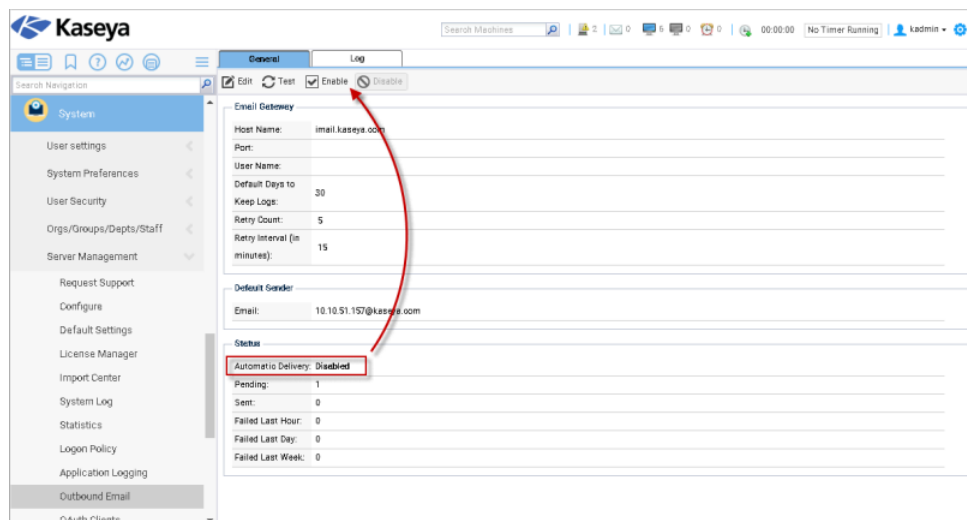 Kaseya
Search Machines 2 0 6 0 0 00:00:00 No Timer Running kadmin
General Log
Search Navigation
Edit Test Enable Disable
System
User settings
System Preferences
User Security
Orgs/Groups/Depts/Staff
Server Management
Request Support
Configure
Default Settings
License Manager
Import Center
System Log
Statistics
Logon Policy
Application Logging
Outbound Email
OAuth Clients
Email Gateway
Host Name: imail.kaseya.com
Port:
User Name:
Default Days to
Keep Logs: 30
Retry Count: 5
Retry Interval (in
minutes): 15
Default Sender
Email: 10.10.51.157@kaseya.com
Status
Automatic Delivery: Disabled
Pending: 1
Sent: 0
Failed Last Hour: 0
Failed Last Day: 0
Failed Last Week: 0